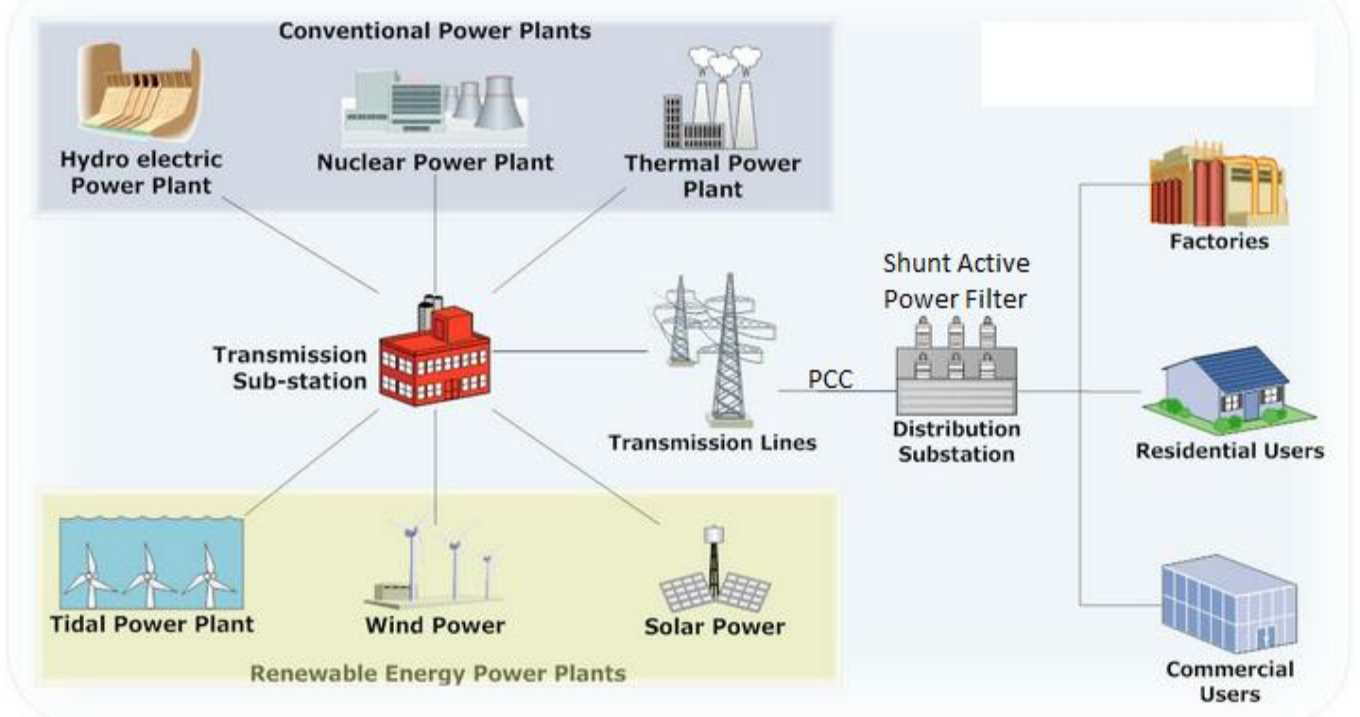 Conventional Power Plants
Hydro electric
Power Plant
Nuclear Power Plant
Thermal Power
Plant
Transmission
Sub-station
Transmission Lines
PCC
Shunt Active
Power Filter
Distribution
Substation
Factories
Residential Users
Commercial
Users
Tidal Power Plant
Wind Power
Solar Power
Renewable Energy Power Plants